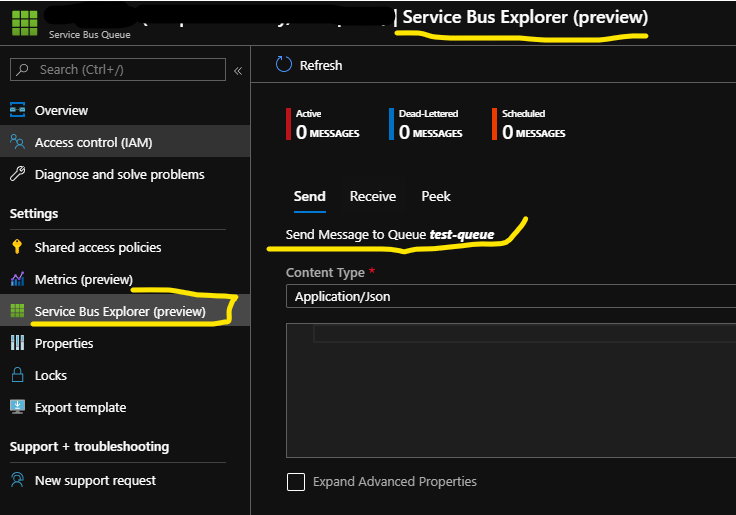 Service Bus Explorer (preview)
Service Bus Queue
Search (Ctrl+/)
«
Refresh
Overview
Access control (IAM)
Diagnose and solve problems
Settings
Shared access policies
Metrics (preview)
Service Bus Explorer (preview)
Properties
Locks
Export template
Support + troubleshooting
New support request
Active
0 MESSAGES
Dead-Lettered
0 MESSAGES
Scheduled
0 MESSAGES
Send Receive Peek
Send Message to Queue test-queue
Content Type *
Application/Json
Expand Advanced Properties